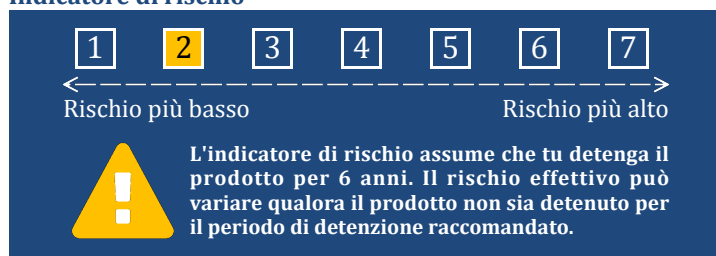 Indicatore di rischio
1 2 3 4 5 6 7
Rischio più basso Rischio più alto
L'indicatore di rischio assume che tu detenga il
prodotto per 6 anni. Il rischio effettivo può
variare qualora il prodotto non sia detenuto per
il periodo di detenzione raccomandato.